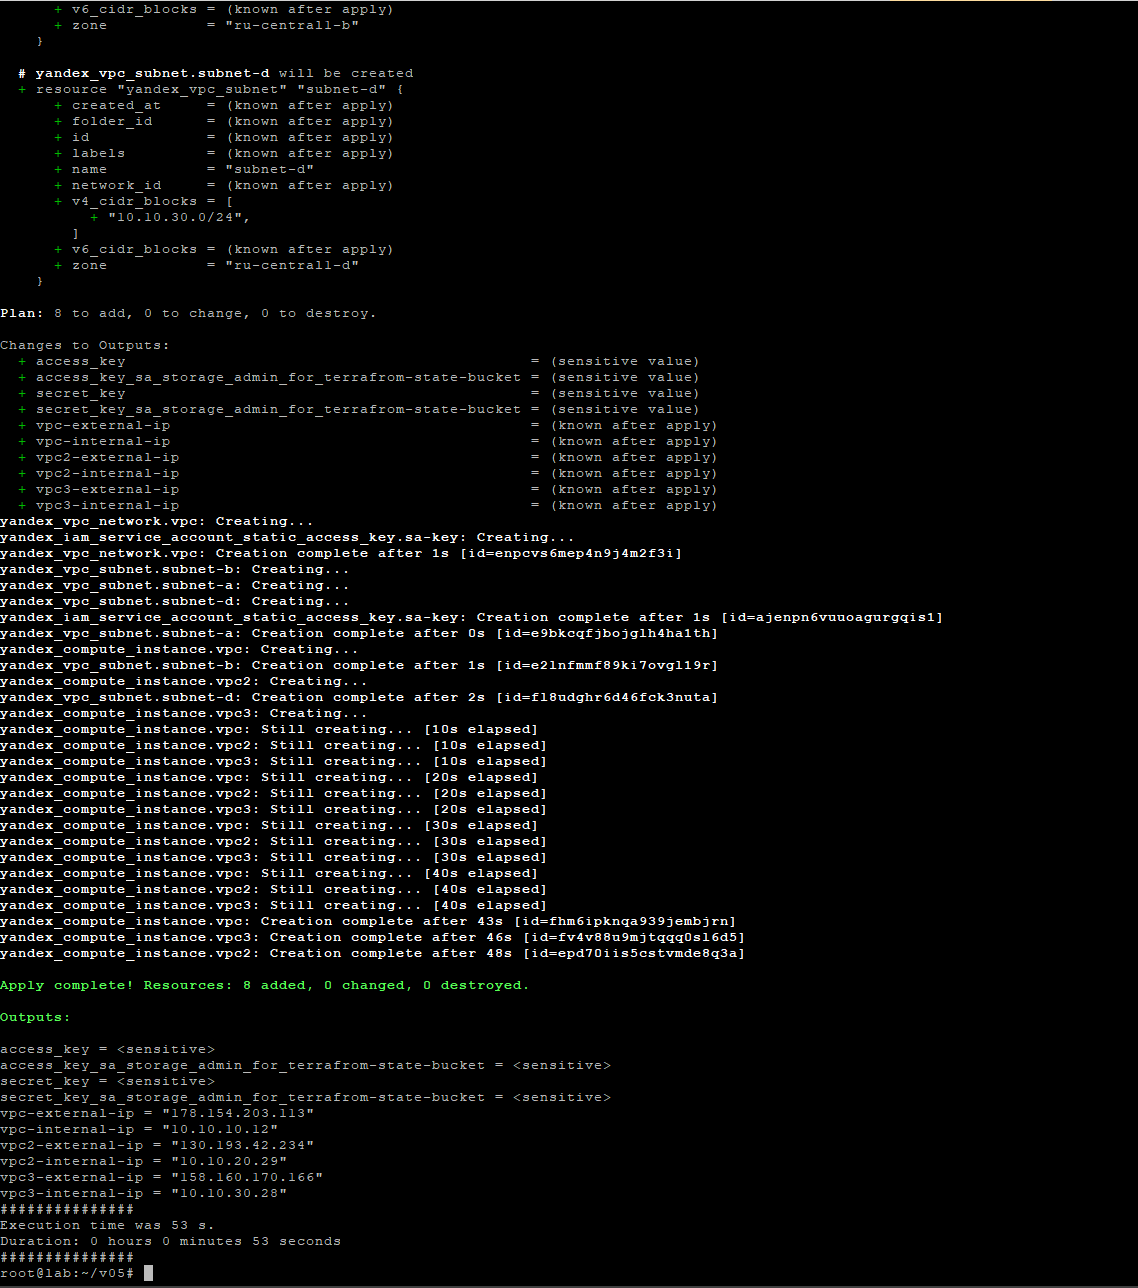 + v6_cidr_blocks = (known after apply)
      + zone           = "ru-central1-b"
    }

  # yandex_vpc_subnet.subnet-d will be created
  + resource "yandex_vpc_subnet" "subnet-d" {
      + created_at     = (known after apply)
      + folder_id      = (known after apply)
      + id             = (known after apply)
      + labels         = (known after apply)
      + name           = "subnet-d"
      + network_id     = (known after apply)
      + v4_cidr_blocks = [
          + "10.10.30.0/24",
        ]
      + v6_cidr_blocks = (known after apply)
      + zone           = "ru-central1-d"
    }

Plan: 8 to add, 0 to change, 0 to destroy.

Changes to Outputs:
  + access_key                                             = (sensitive value)
  + access_key_sa_storage_admin_for_terrafrom-state-bucket = (sensitive value)
  + secret_key                                             = (sensitive value)
  + secret_key_sa_storage_admin_for_terrafrom-state-bucket = (sensitive value)
  + vpc-external-ip                                        = (known after apply)
  + vpc-internal-ip                                        = (known after apply)
  + vpc2-external-ip                                       = (known after apply)
  + vpc2-internal-ip                                       = (known after apply)
  + vpc3-external-ip                                       = (known after apply)
  + vpc3-internal-ip                                       = (known after apply)
yandex_vpc_network.vpc: Creating...
yandex_iam_service_account_static_access_key.sa-key: Creating...
yandex_vpc_network.vpc: Creation complete after 1s [id=enpcvs6mep4n9j4m2f3i]
yandex_vpc_subnet.subnet-b: Creating...
yandex_vpc_subnet.subnet-a: Creating...
yandex_vpc_subnet.subnet-d: Creating...
yandex_iam_service_account_static_access_key.sa-key: Creation complete after 1s [id=ajenpn6vuuoagurgqis1]
yandex_vpc_subnet.subnet-a: Creation complete after 0s [id=e9bkcqfjbojglh4ha1th]
yandex_compute_instance.vpc: Creating...
yandex_vpc_subnet.subnet-b: Creation complete after 1s [id=e2lnfmmf89ki7ovgl19r]
yandex_compute_instance.vpc2: Creating...
yandex_vpc_subnet.subnet-d: Creation complete after 2s [id=fl8udghr6d46fck3nuta]
yandex_compute_instance.vpc3: Creating...
yandex_compute_instance.vpc: Still creating... [10s elapsed]
yandex_compute_instance.vpc2: Still creating... [10s elapsed]
yandex_compute_instance.vpc3: Still creating... [10s elapsed]
yandex_compute_instance.vpc: Still creating... [20s elapsed]
yandex_compute_instance.vpc2: Still creating... [20s elapsed]
yandex_compute_instance.vpc3: Still creating... [20s elapsed]
yandex_compute_instance.vpc: Still creating... [30s elapsed]
yandex_compute_instance.vpc2: Still creating... [30s elapsed]
yandex_compute_instance.vpc3: Still creating... [30s elapsed]
yandex_compute_instance.vpc: Still creating... [40s elapsed]
yandex_compute_instance.vpc2: Still creating... [40s elapsed]
yandex_compute_instance.vpc3: Still creating... [40s elapsed]
yandex_compute_instance.vpc: Creation complete after 43s [id=fhm6ipknqa939jembjrn]
yandex_compute_instance.vpc3: Creation complete after 46s [id=fv4v88u9mjtqqq0sl6d5]
yandex_compute_instance.vpc2: Creation complete after 48s [id=epd70iis5cstvmde8q3a]

Apply complete! Resources: 8 added, 0 changed, 0 destroyed.

Outputs:

access_key = <sensitive>
access_key_sa_storage_admin_for_terrafrom-state-bucket = <sensitive>
secret_key = <sensitive>
secret_key_sa_storage_admin_for_terrafrom-state-bucket = <sensitive>
vpc-external-ip = "178.154.203.113"
vpc-internal-ip = "10.10.10.12"
vpc2-external-ip = "130.193.42.234"
vpc2-internal-ip = "10.10.20.29"
vpc3-external-ip = "158.160.170.166"
vpc3-internal-ip = "10.10.30.28"
###############
Execution time was 53 s.
Duration: 0 hours 0 minutes 53 seconds
###############
root@lab:~/v05#